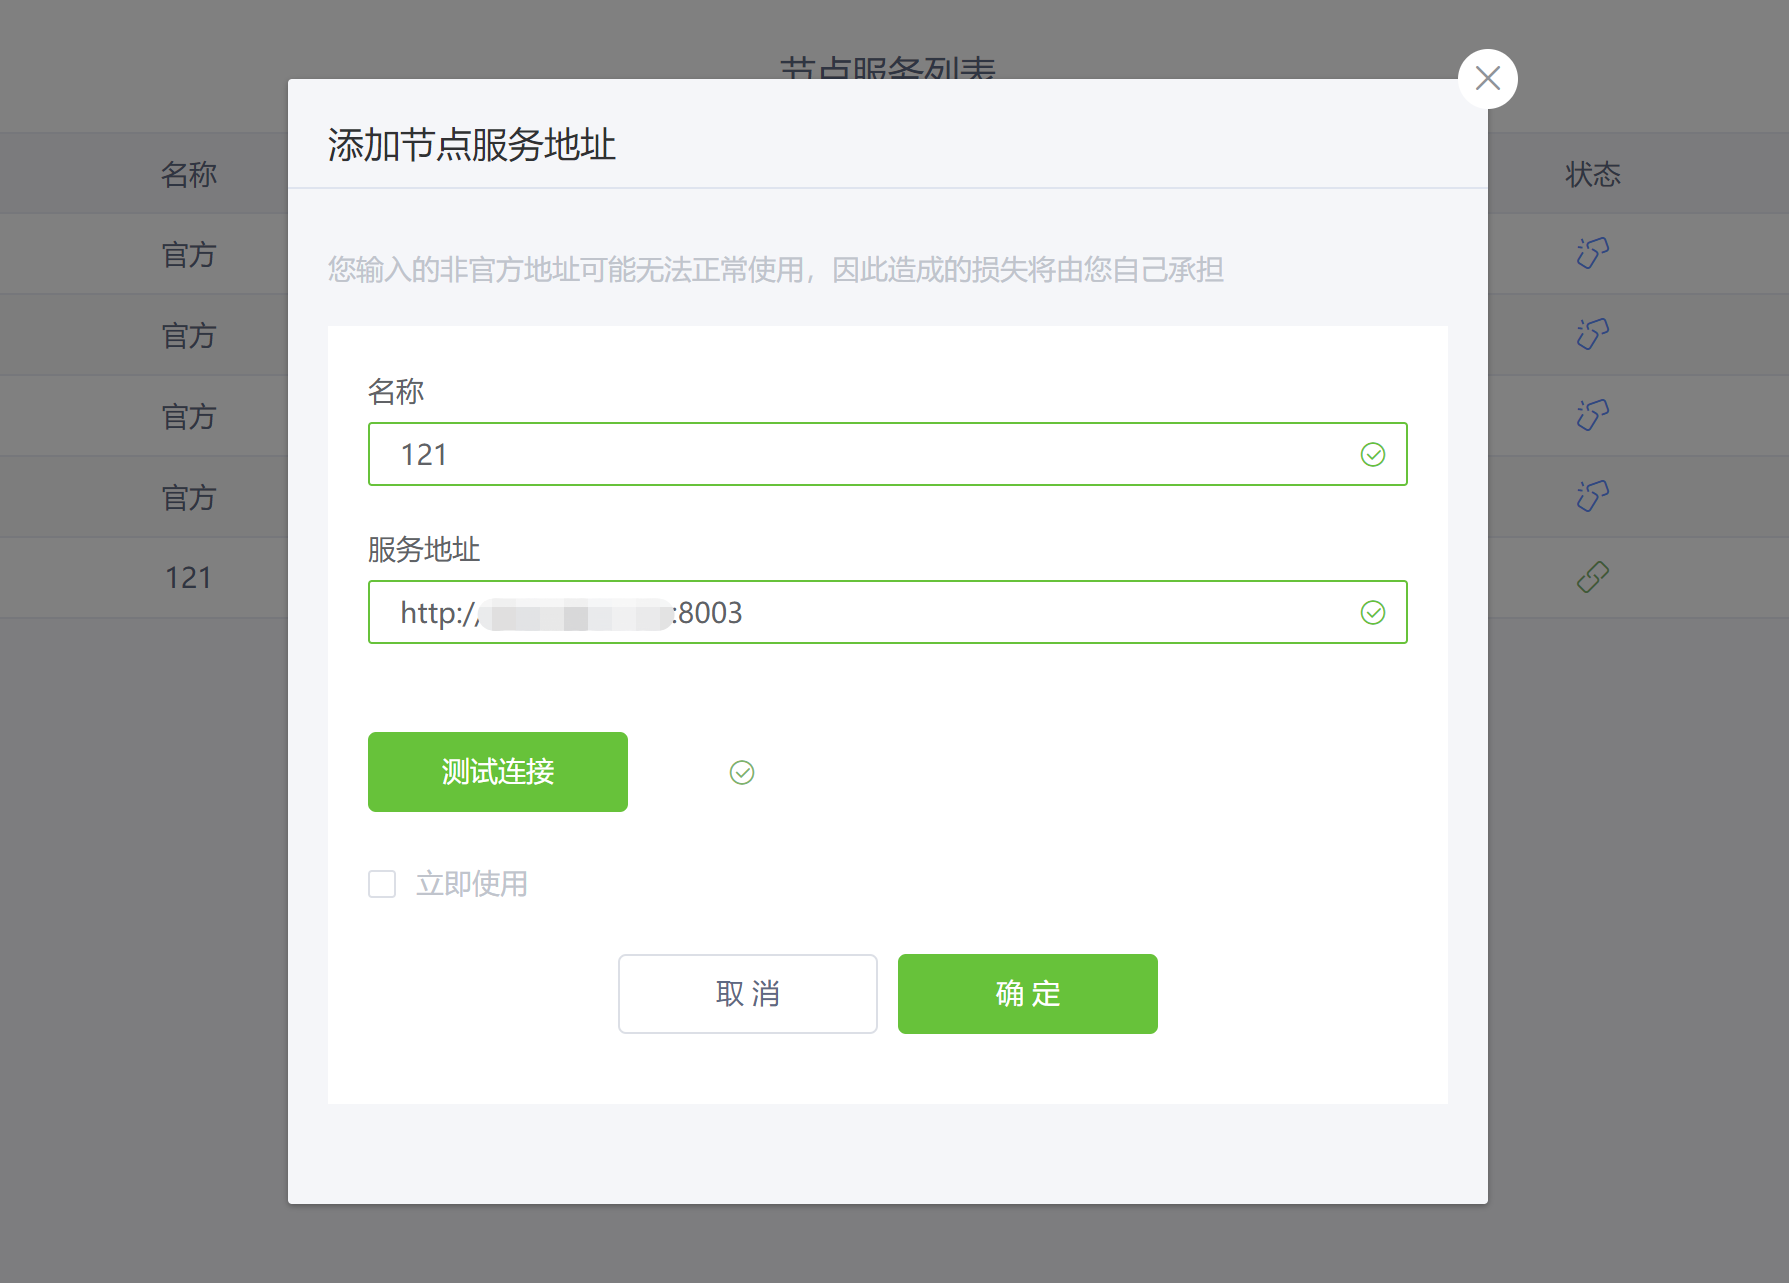 节点服务列表
添加节点服务地址
名称
状态
您输入的非官方地址可能无法正常使用，因此造成的损失将由您自己承担
官方
官方
官方
官方
121
名称
121
服务地址
http:// :8003
测试连接
立即使用
取 消
确 定